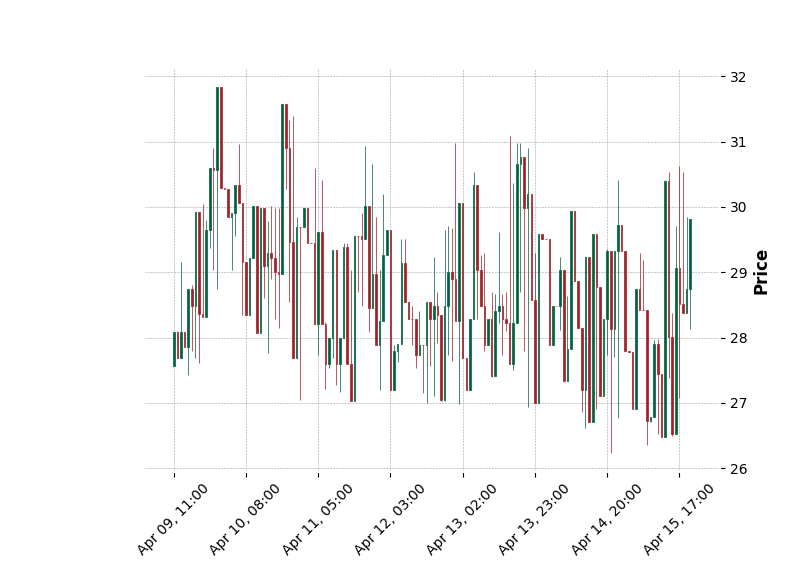 32
31
30
29
28
27
26
Price
Apr 09, 11:00
Apr 10, 08:00
Apr 11, 05:00
Apr 12, 03:00
Apr 13, 02:00
Apr 13, 23:00
Apr 14, 20:00
Apr 15, 17:00